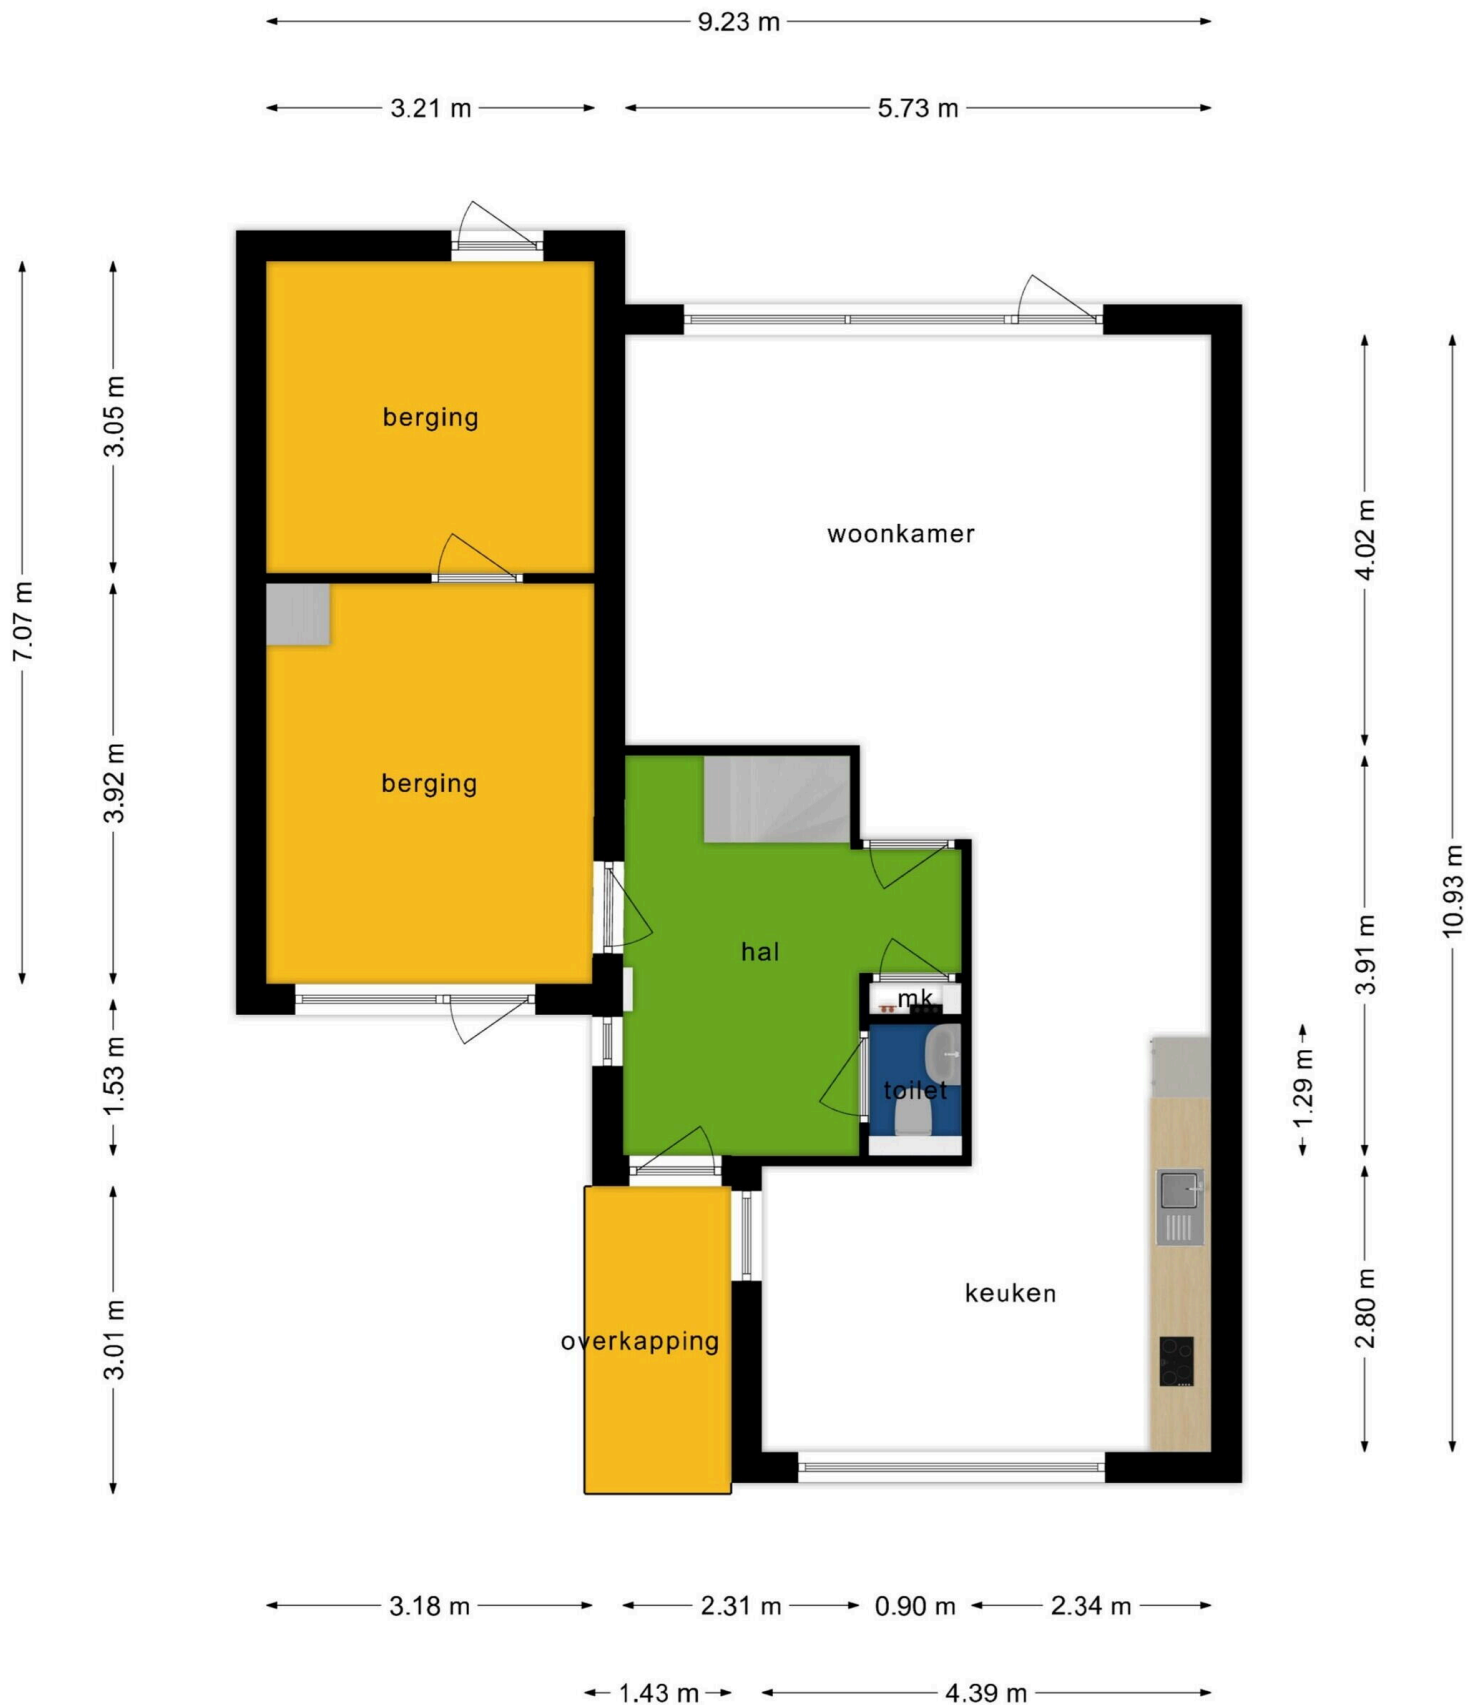 9.23 m
3.21 m
5.73 m
berging
3.05 m
woonkamer
4.02 m
7.07 m
berging
3.92 m
hal
10.93 m
3.91 m
mk
toilet
1.53 m
1.29 m
keuken
overkapping
3.01 m
2.80 m
3.18 m
2.31 m
0.90 m
2.34 m
1.43 m
4.39 m